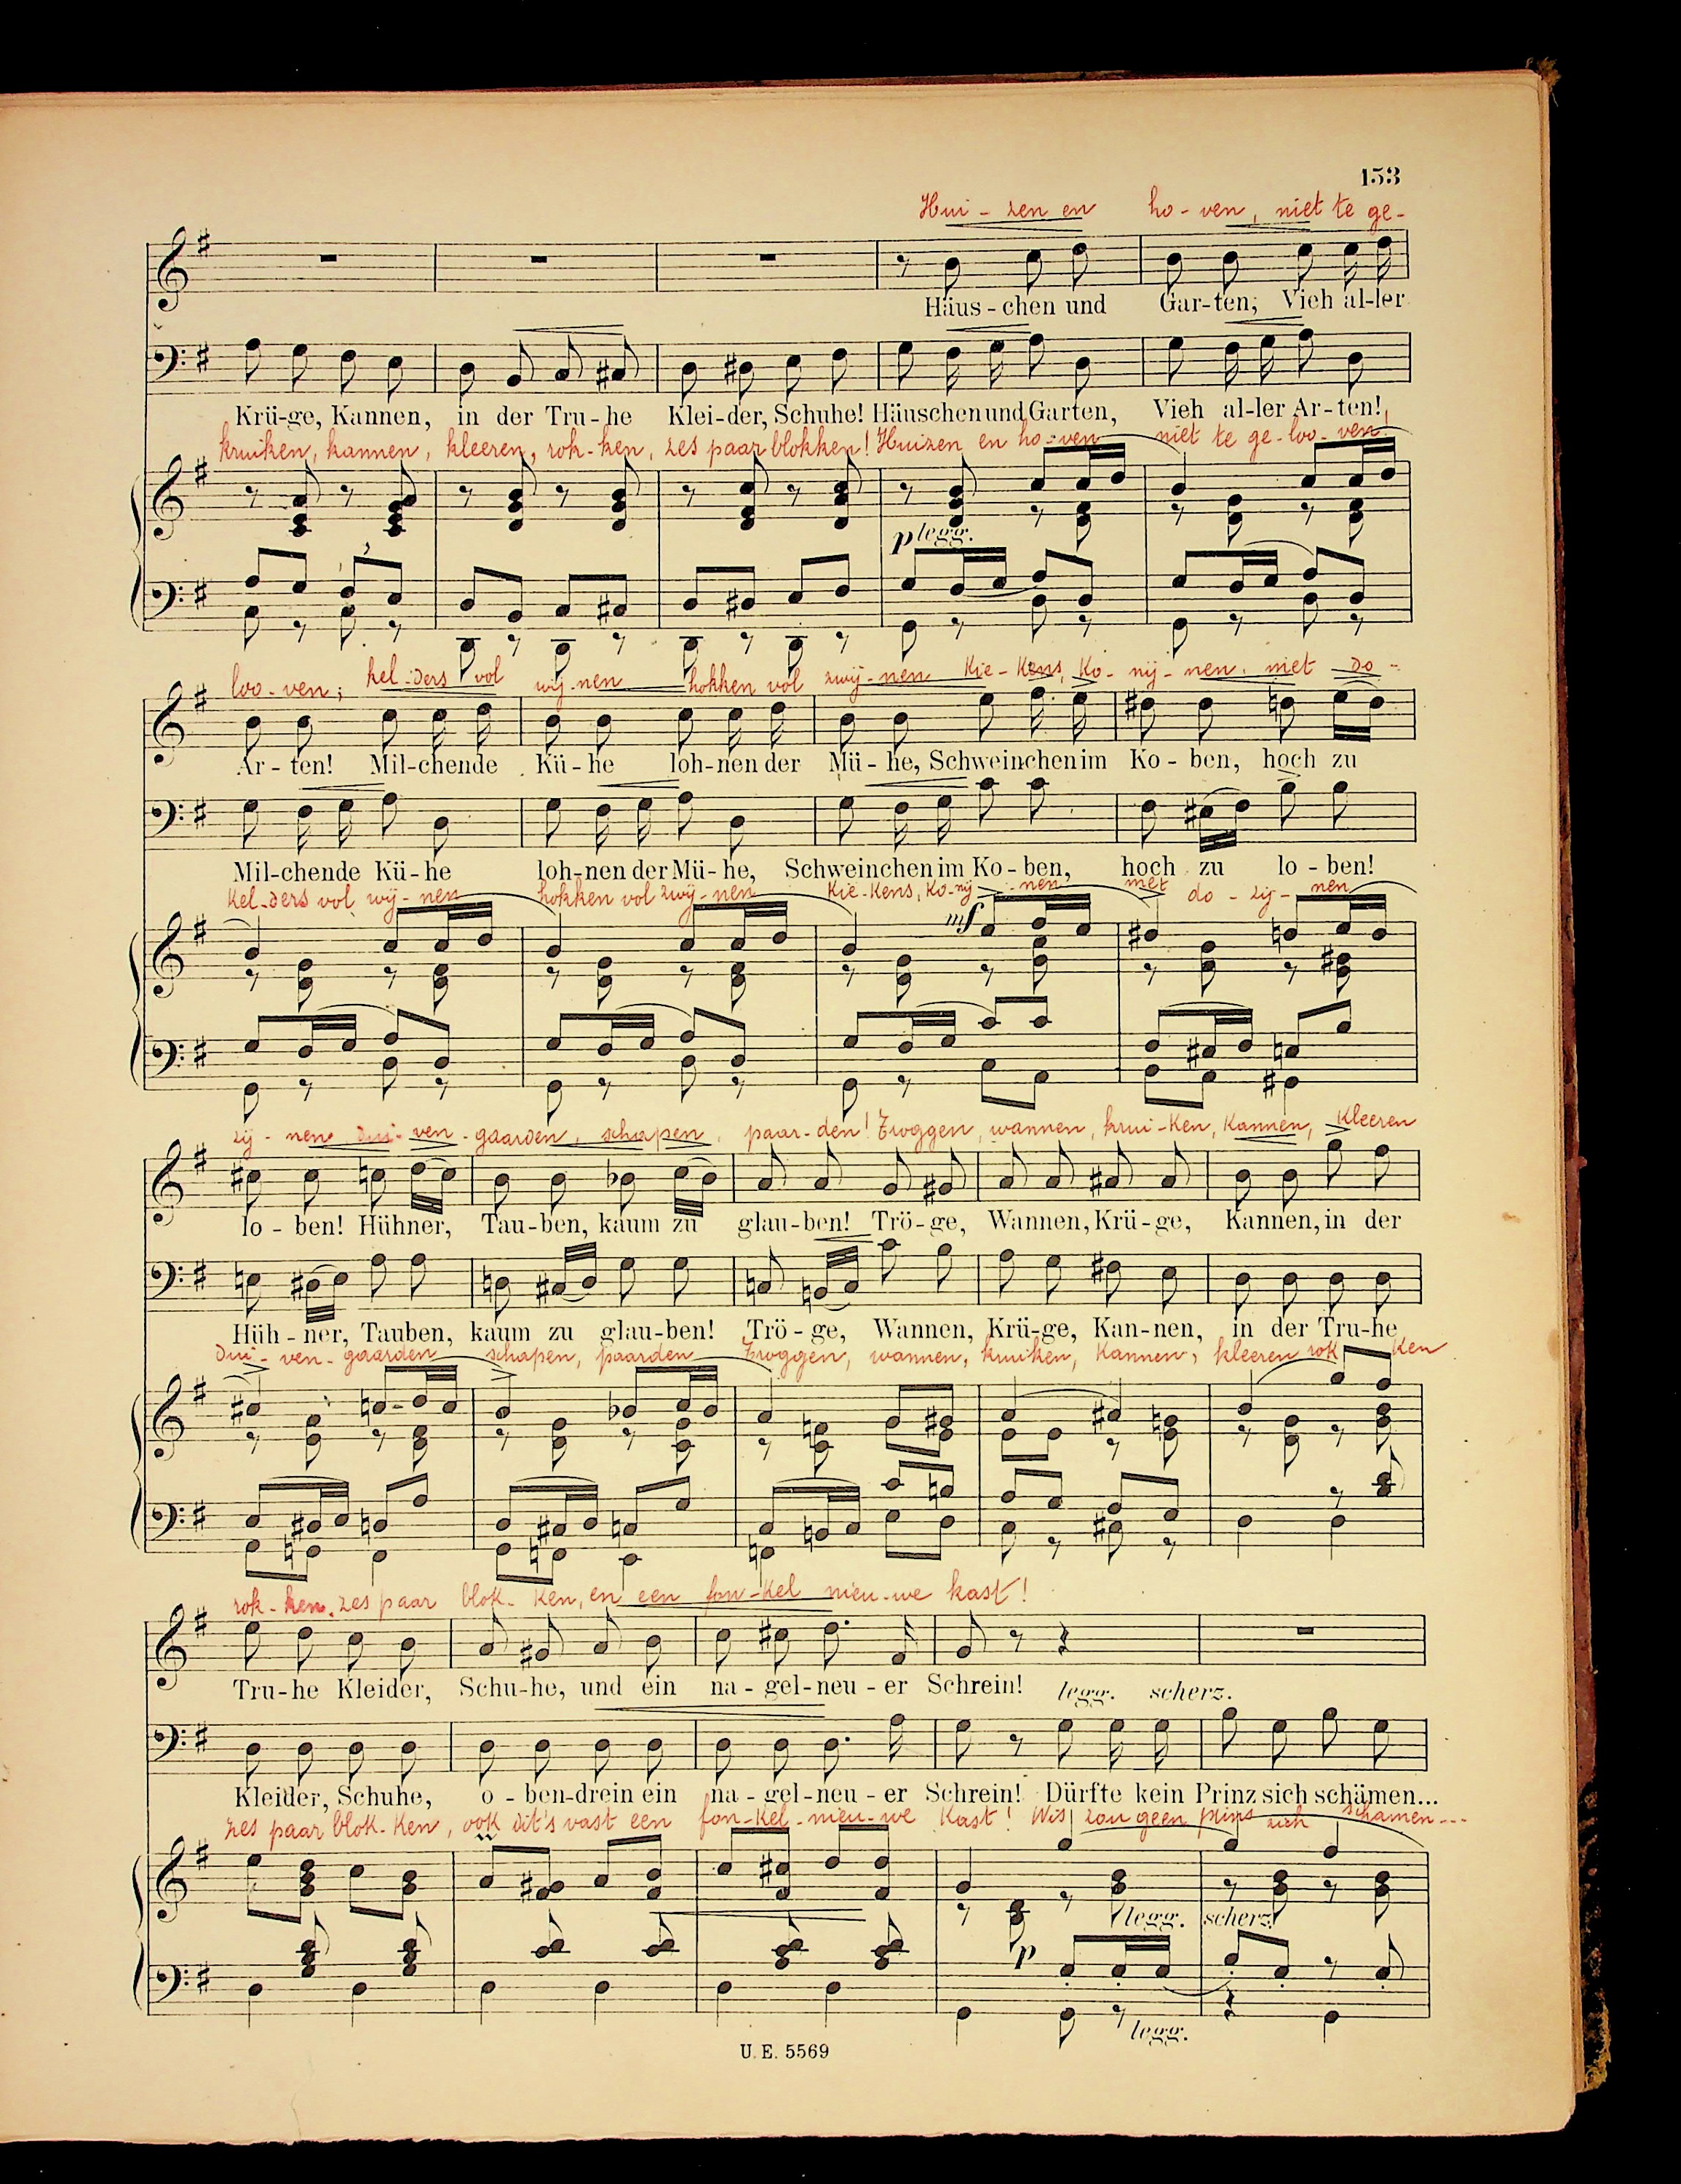 153
Hui - zen en ho - ven, niet te ge -
Häus - chen und Gar - ten, Vieh al - ler
Krü - ge, Kannen, in der Tru - he Klei - der, Schuhe! Häuschen und Garten, Vieh al - ler Ar - ten!
kruiken, kannen, kleeren, rok - ken, zes paar blokken! Huizen en ho - ven niet te ge - loo - ven!
p legg.
loo - ven; kel - ders vol wij - nen hokken vol zwij - nen Kie - kens, Ko - nij - nen. met do -
Ar - ten! Mil - chende Kü - he loh - nen der Mü - he, Schweinchen im Ko - ben, hoch zu
Mil - chende Kü - he loh - nen der Mü - he, Schweinchen im Ko - ben, hoch zu lo - ben!
Kel - ders vol wij - nen hokken vol zwij - nen Kie - kens, Ko - nij - nen met do - zij - nen
mf
zij - nen dui - ven - gaarden, schapen, paar - den! Troggen, wannen, krui - ken, Kannen, kleeren
lo - ben! Hühner, Tau - ben, kaum zu glau - ben! Trö - ge, Wannen, Krü - ge, Kannen, in der
Hüh - ner, Tauben, kaum zu glau - ben! Trö - ge, Wannen, Krü - ge, Kan - nen, in der Tru - he
Dui - ven - gaarden schapen, paarden Troggen, wannen, kruiken, kannen, kleeren rok ken
rok - ken, zes paar blok - ken, en een fon - kel nieu - we kast!
Tru - he Kleider, Schu - he, und ein na - gel - neu - er Schrein!
legg. scherz.
Kleider, Schuhe, o - ben - drein ein na - gel - neu - er Schrein! Dürfte kein Prinz sich schämen...
zes paar blok - ken, ook dit's vast een fon - kel - nieu - we Kast! Wis zou geen prins zich schamen...
legg. scherz.
p
legg.
U. E. 5569